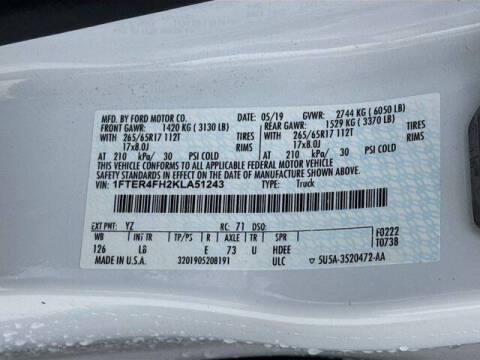 MFD. BY FORD MOTOR CO. 05/19 GVWR: 2744 KG ( 6050 LB)
FRONT GAWR: 1420 KG ( 3130 LB) REAR GAWR: 1529 KG ( 3370 LB)
WITH 265/65R17 112T TIRES WITH 265/65R17 112T TIRES
17x8.0J RIMS 17x8.0J RIMS
AT 210 kPa/ 30 PSI COLD AT 210 kPa/ 30 PSI COLD
THIS VEHICLE CONFORMS TO ALL APPLICABLE FEDERAL MOTOR VEHICLE
SAFETY STANDARDS IN EFFECT ON THE DATE OF MANUFACTURE SHOWN ABOVE.
VIN: 1FTER4FH2KLA51243 TYPE: Truck
EXT PNT: YZ RC: 71 DSO: F0222
WB INT TR TP/PS R AXLE TR SPR T0738
126 LB E 73 U HDEE
MADE IN U.S.A. 3201905208191 ULC 5U5A-3520472-AA